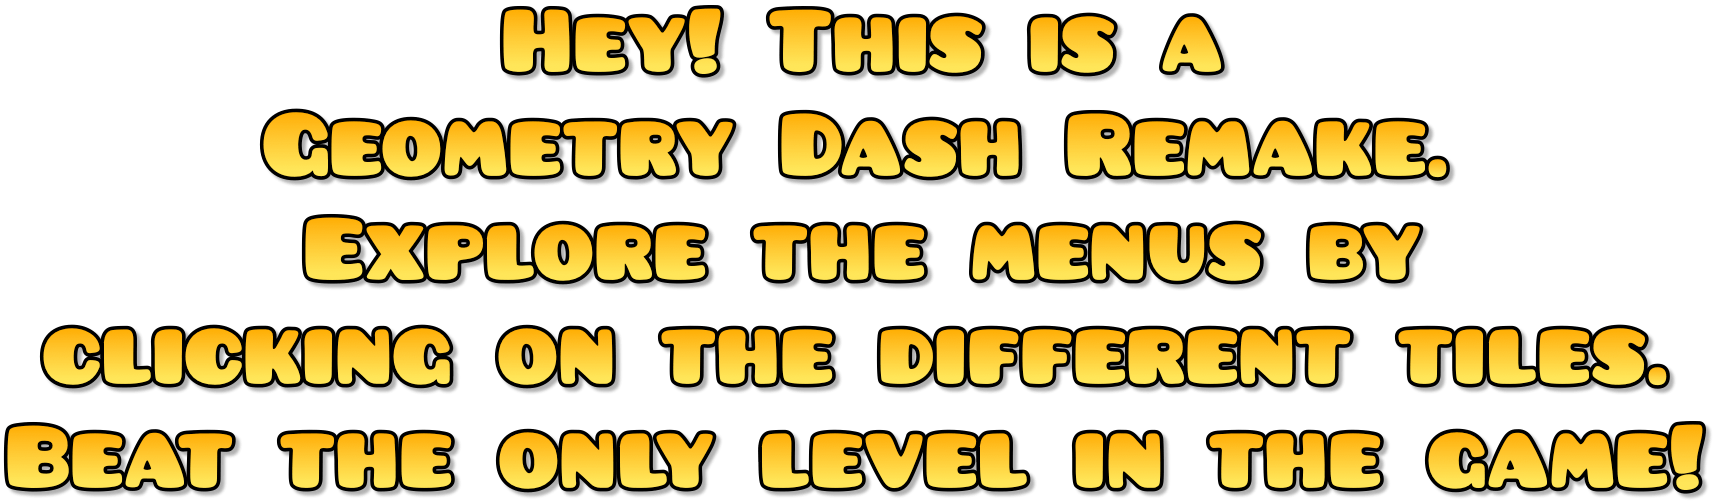 Hey! This is a
Geometry Dash Remake.
Explore the menus by
clicking on the different tiles.
Beat the only level in the game!